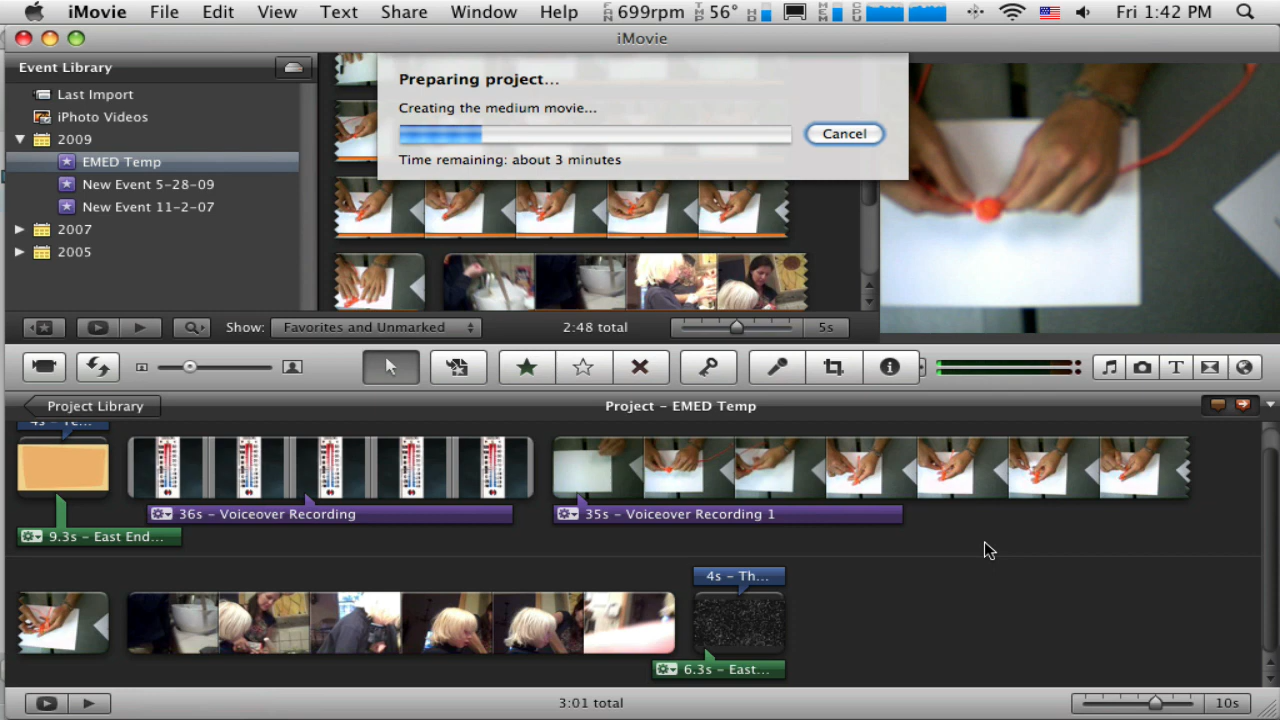 iMovie File Edit View Text Share Window Help 699rpm 56° Fri 1:42 PM
iMovie
Event Library
Last Import
iPhoto Videos
2009
EMED Temp
New Event 5-28-09
New Event 11-2-07
2007
2005
Preparing project...
Creating the medium movie...
Cancel
Time remaining: about 3 minutes
Show: Favorites and Unmarked 2:48 total 5s
Project Library Project – EMED Temp
36s – Voiceover Recording 35s – Voiceover Recording 1
9.3s – East End...
4s – Th...
6.3s – East...
3:01 total 10s